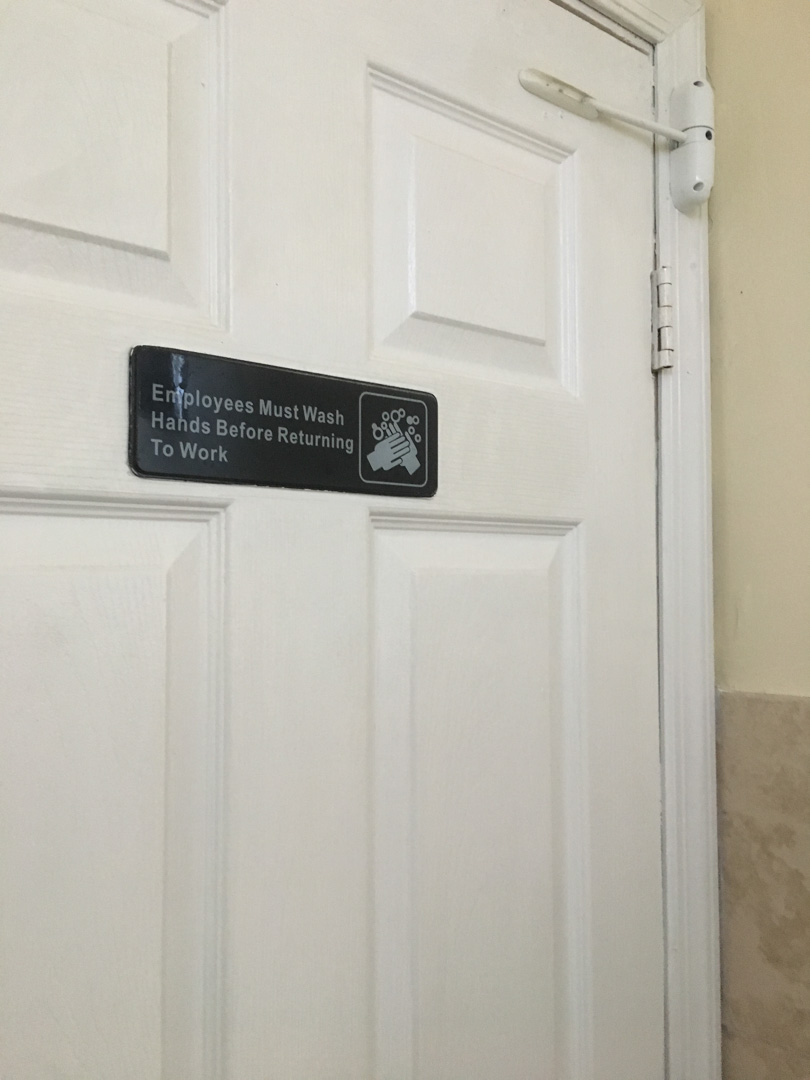 Employees Must Wash
Hands Before Returning
To Work